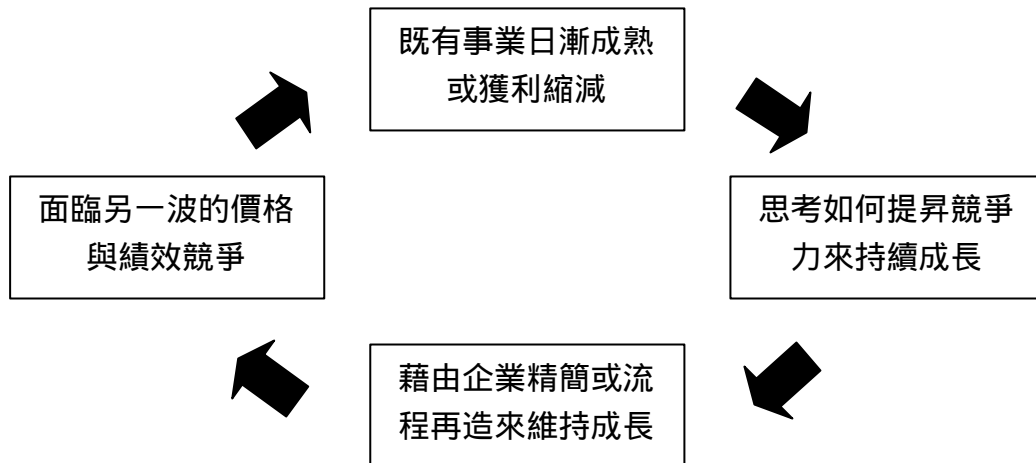 既有事業日漸成熟
或獲利縮減
面臨另一波的價格
與績效競爭
思考如何提昇競爭
力來持續成長
藉由企業精簡或流
程再造來維持成長